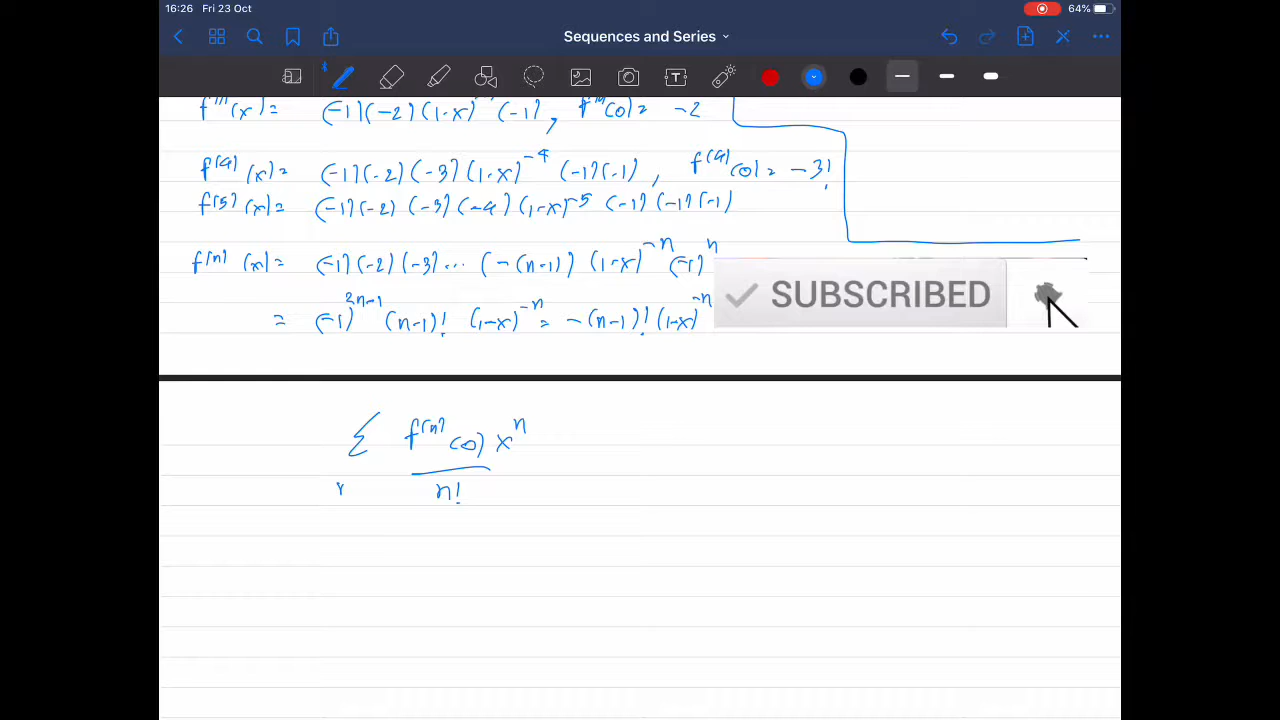 16:26 Fri 23 Oct 64%
Sequences and Series
T
f'''(x)= (-1)(-2)(1-x) (-1), f'''(0)= -2
f⁽⁴⁾(x)= (-1)(-2)(-3)(1-x)⁻⁴(-1)(-1), f⁽⁴⁾(0)= -3!
f⁽⁵⁾(x)= (-1)(-2)(-3)(-4)(1-x)⁻⁵(-1)(-1)(-1)
f⁽ⁿ⁾(x)= (-1)(-2)(-3)... (-(n-1))(1-x)⁻ⁿ(-1)ⁿ
= (-1)²ⁿ⁻¹(n-1)! (1-x)⁻ⁿ = -(n-1)!(1-x)⁻ⁿ
SUBSCRIBED
Σ f⁽ⁿ⁾(0) xⁿ
n!